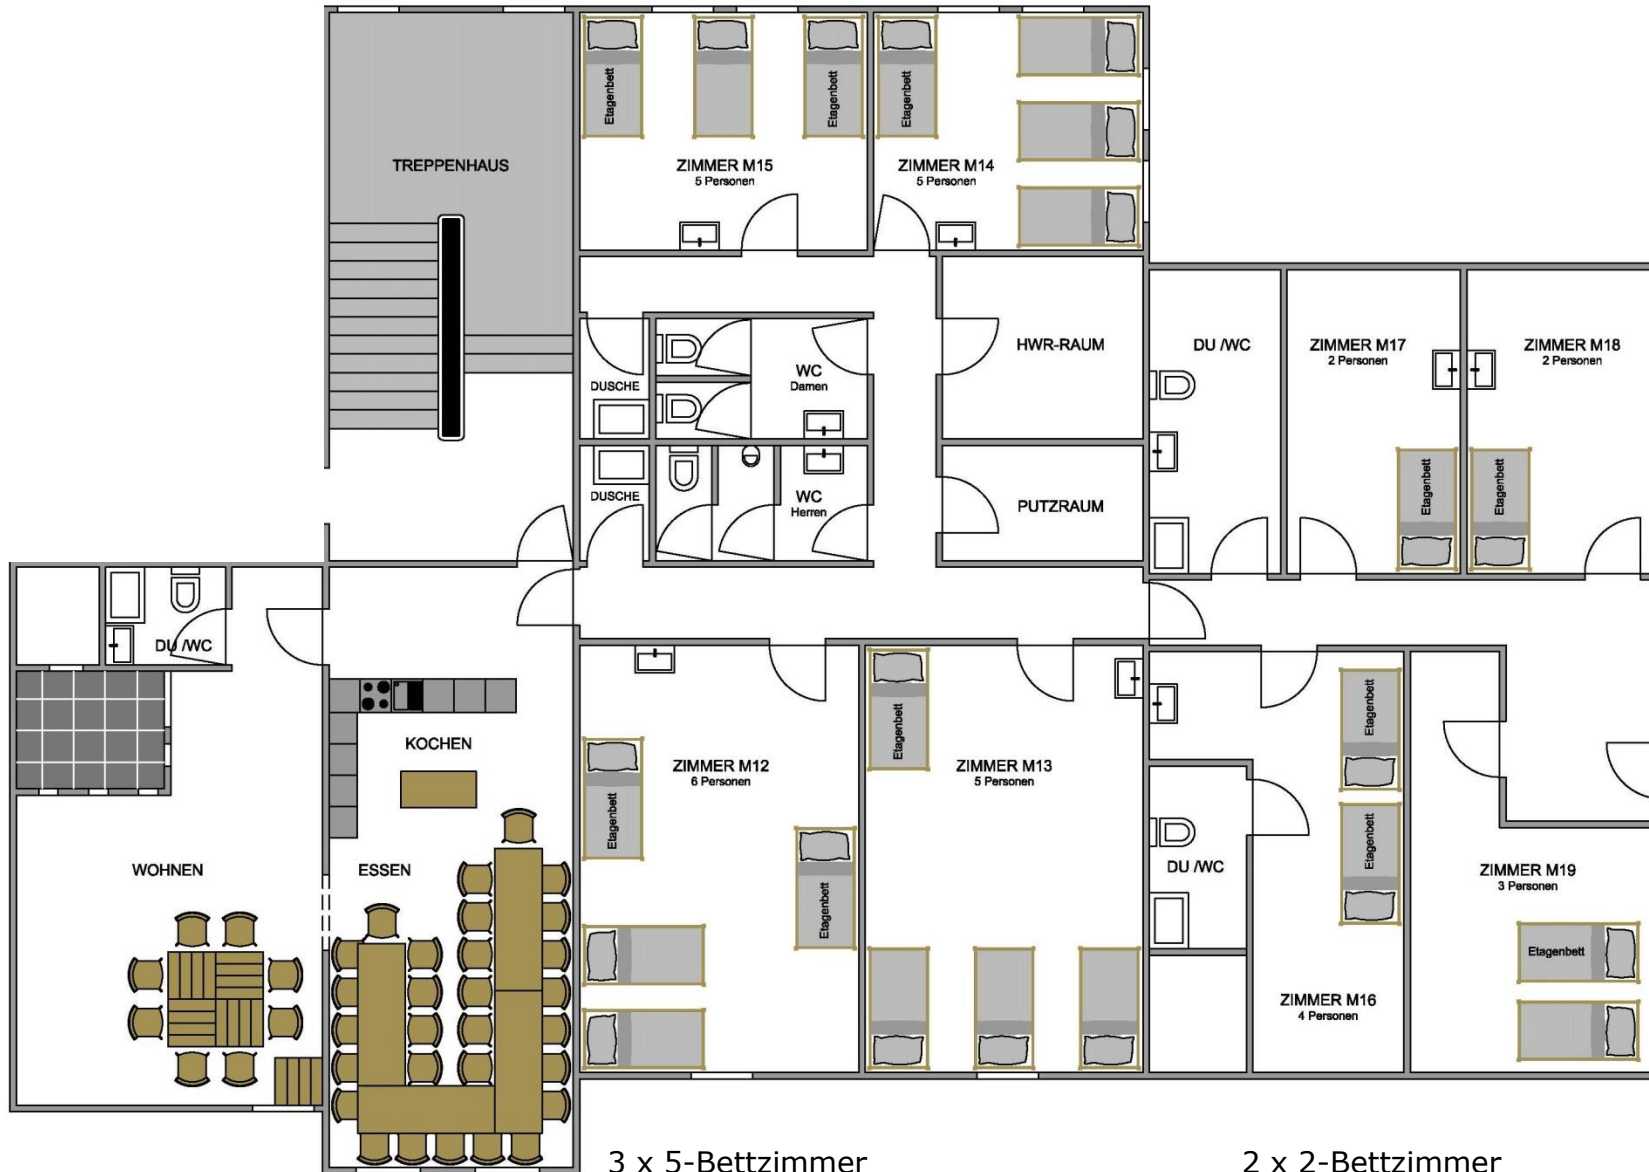 Etagenbett
Etagenbett
Etagenbett
TREPPENHAUS
ZIMMER M15
5 Personen
ZIMMER M14
5 Personen
HWR-RAUM
DU /WC
ZIMMER M17
2 Personen
ZIMMER M18
2 Personen
WC
Damen
DUSCHE
DUSCHE
WC
Herren
PUTZRAUM
Etagenbett
Etagenbett
DU /WC
KOCHEN
ZIMMER M12
6 Personen
Etagenbett
Etagenbett
Etagenbett
ZIMMER M13
5 Personen
Etagenbett
Etagenbett
WOHNEN
ESSEN
DU /WC
ZIMMER M19
3 Personen
Etagenbett
ZIMMER M16
4 Personen
3 x 5-Bettzimmer
2 x 2-Bettzimmer